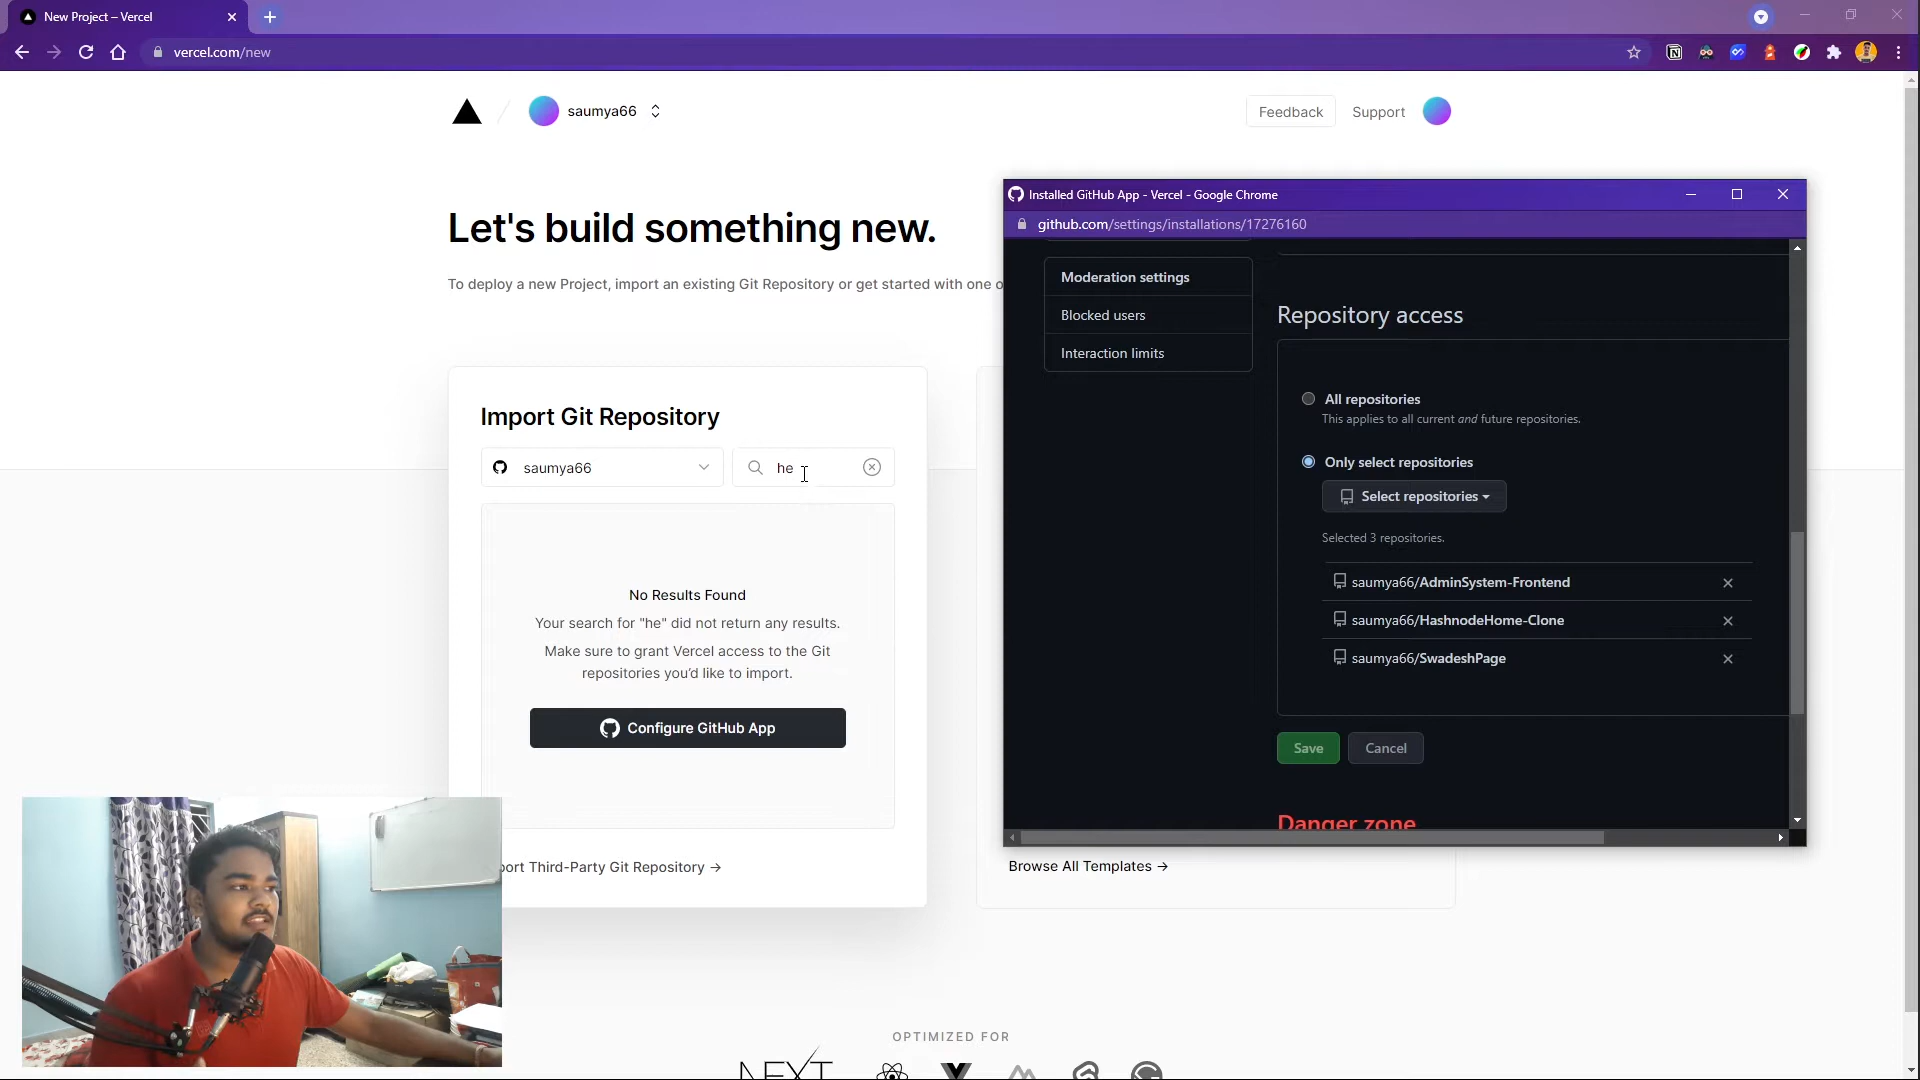 New Project – Vercel
vercel.com/new
saumya66
Feedback
Support
Let's build something new.
To deploy a new Project, import an existing Git Repository or get started with one o
Import Git Repository
saumya66
he
No Results Found
Your search for "he" did not return any results.
Make sure to grant Vercel access to the Git
repositories you'd like to import.
Configure GitHub App
port Third-Party Git Repository →
Installed GitHub App - Vercel - Google Chrome
github.com/settings/installations/17276160
Moderation settings
Blocked users
Interaction limits
Repository access
All repositories
This applies to all current and future repositories.
Only select repositories
Select repositories
Selected 3 repositories.
saumya66/AdminSystem-Frontend
saumya66/HashnodeHome-Clone
saumya66/SwadeshPage
Save
Cancel
Danger zone
Browse All Templates →
OPTIMIZED FOR
NEXT